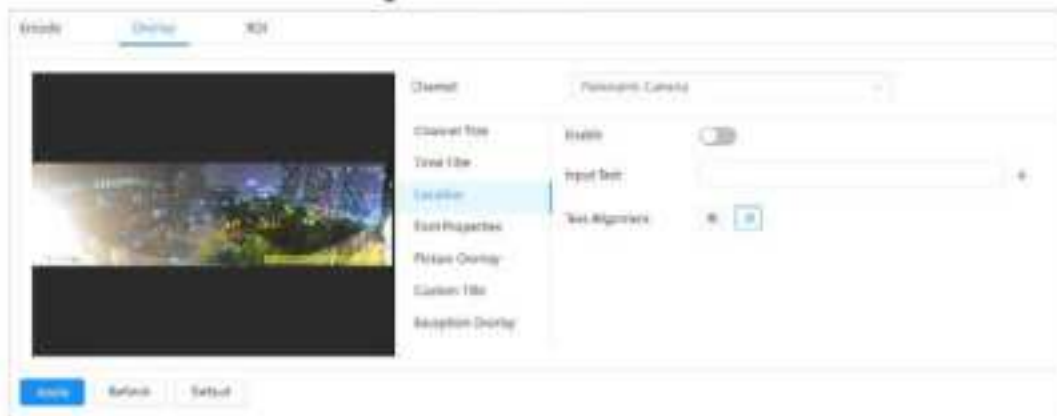 Encode Overlay ROI
Channel Panoramic Camera
Channel Title
Enable
Time Title
Input Text
Location
Text Alignment
Font Properties
Picture Overlay
Custom Title
Exception Overlay
Apply Refresh Default